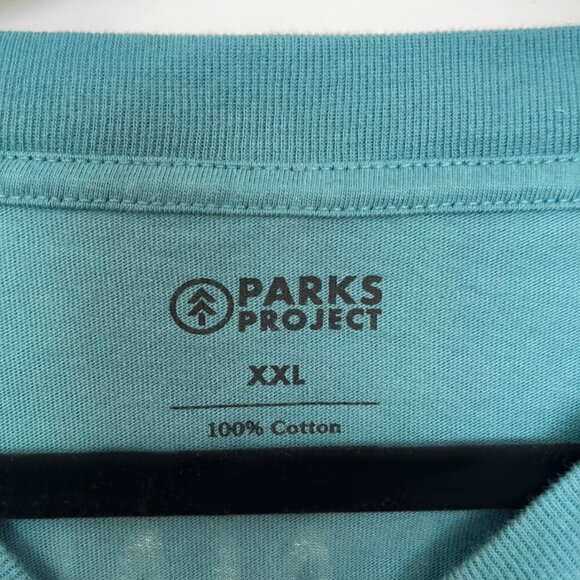 PARKS
PROJECT
XXL
100% Cotton